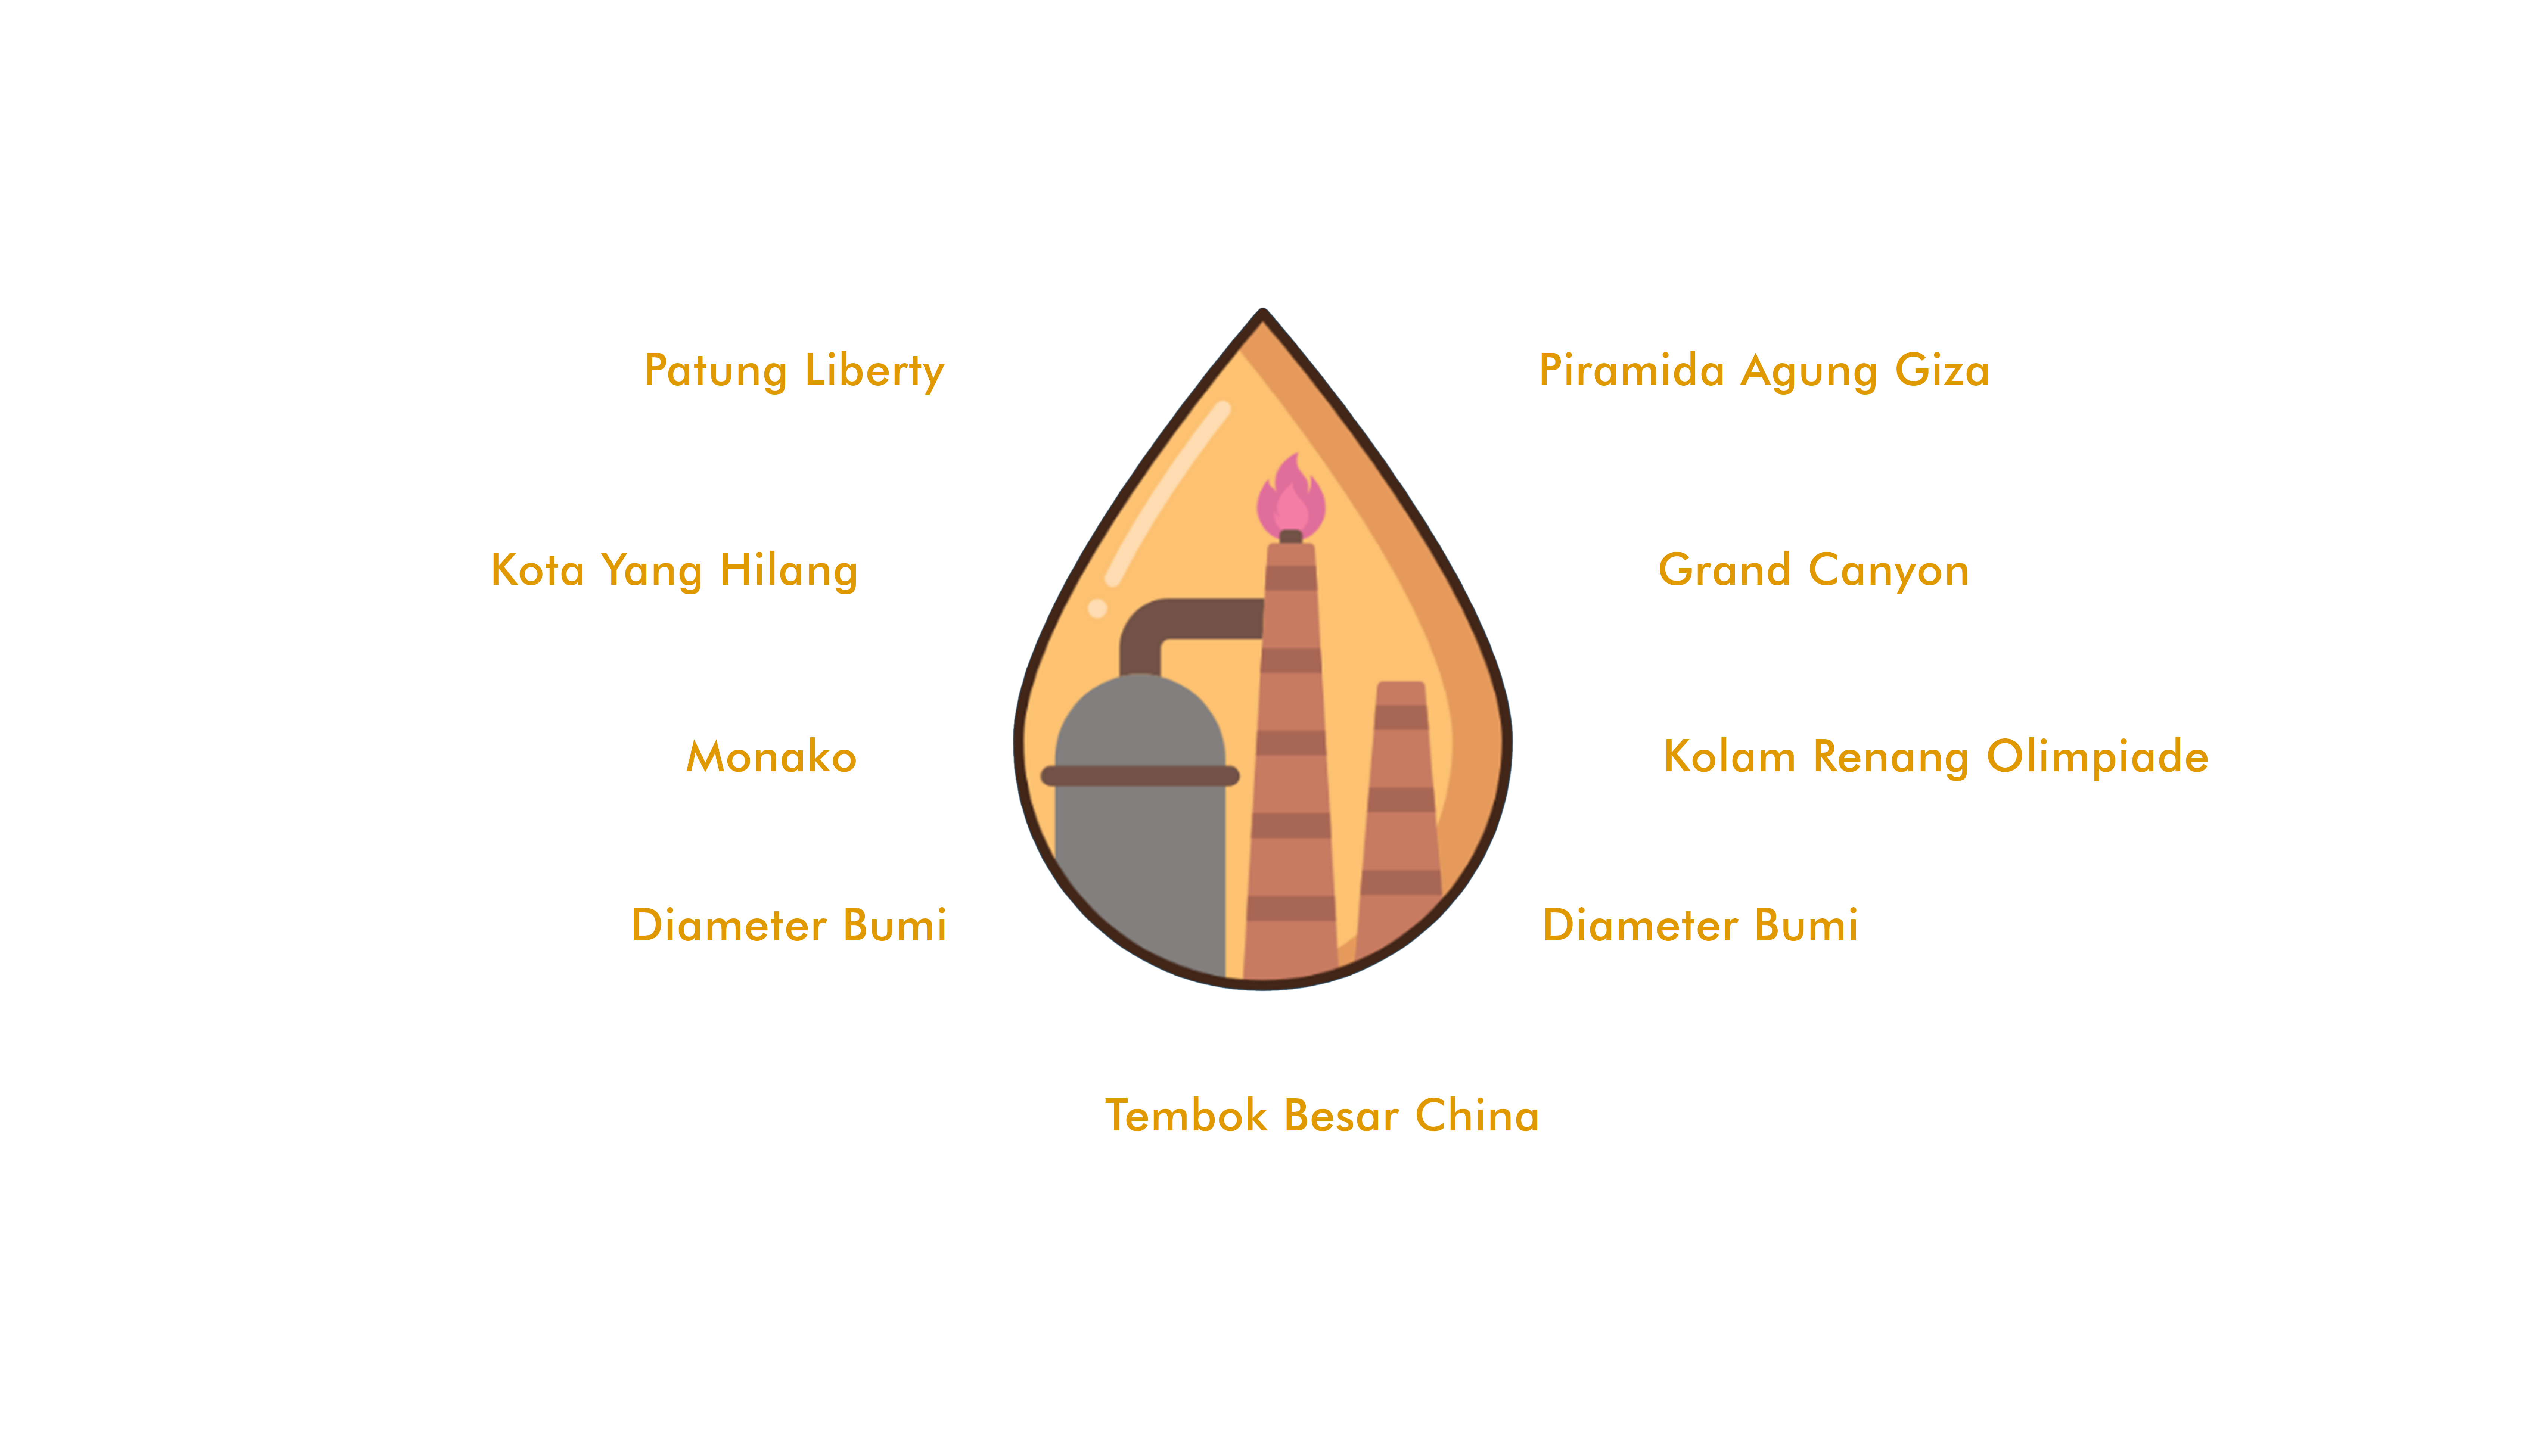 Patung Liberty
Piramida Agung Giza
Kota Yang Hilang
Grand Canyon
Monako
Kolam Renang Olimpiade
Diameter Bumi
Diameter Bumi
Tembok Besar China